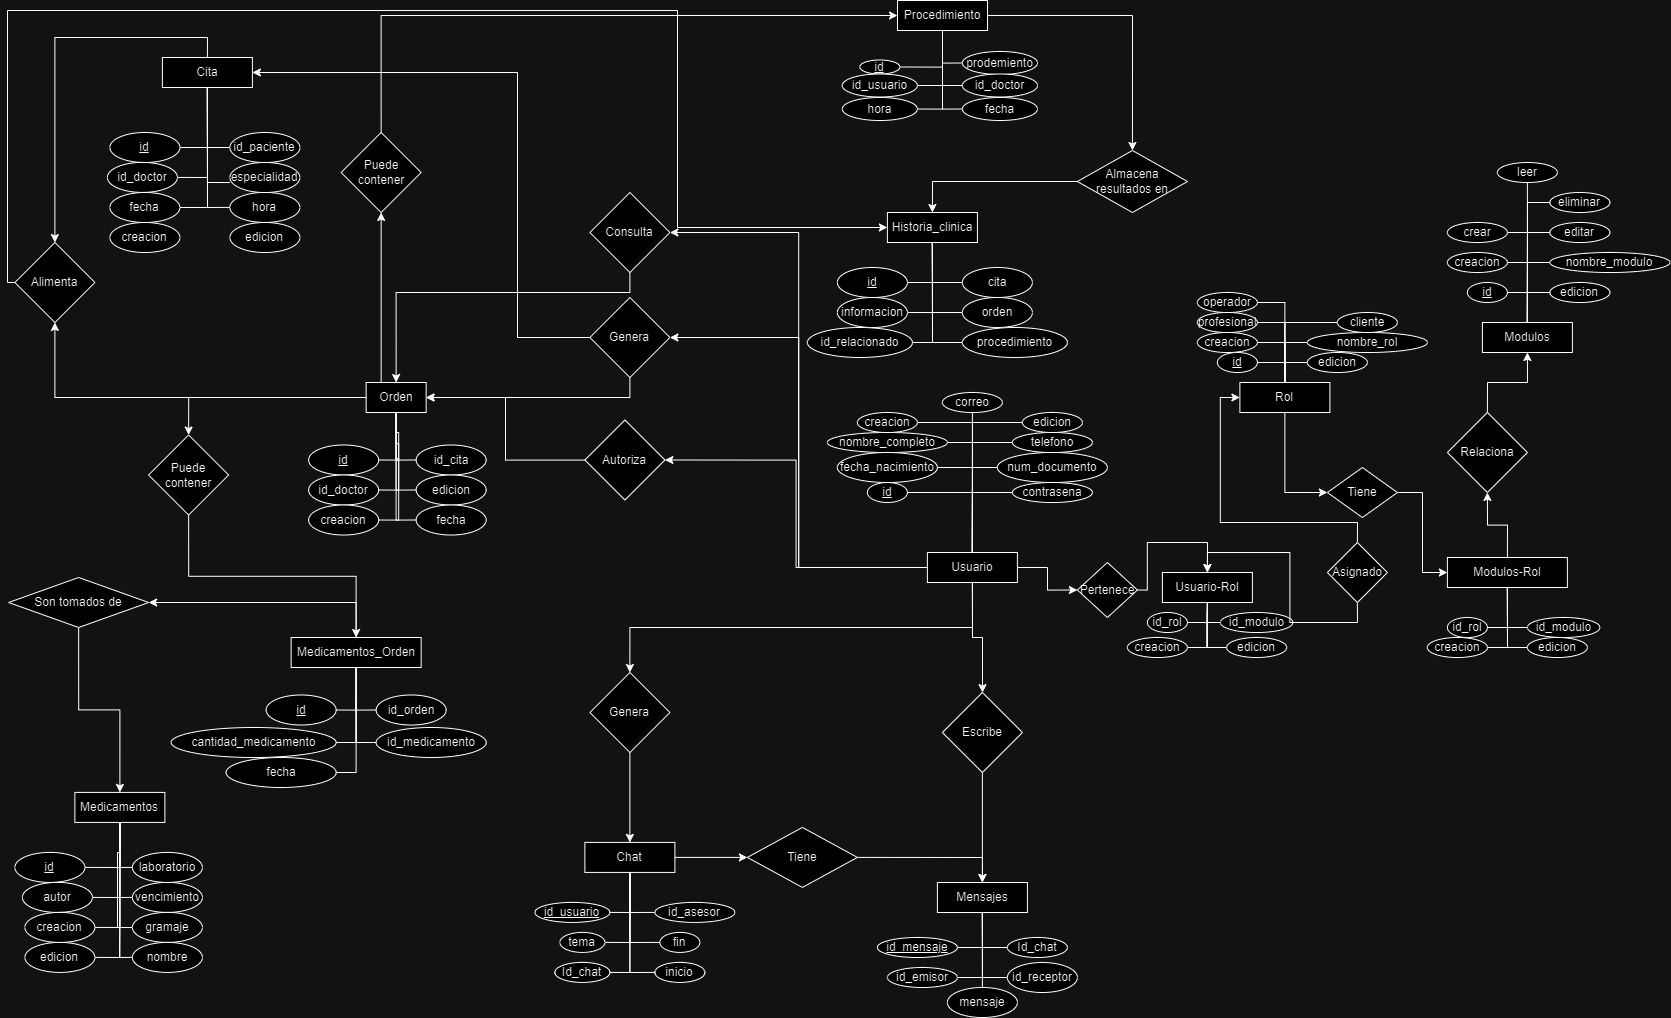 Procedimiento
id
prodemiento
id_usuario
id_doctor
hora
fecha
Cita
id
id_paciente
id_doctor
especialidad
fecha
hora
creacion
edicion
Puede
contener
Almacena
resultados en
Consulta
Historia_clinica
id
cita
informacion
orden
id_relacionado
procedimiento
Alimenta
Genera
leer
eliminar
crear
editar
creacion
nombre_modulo
id
edicion
Modulos
operador
profesional
cliente
creacion
nombre_rol
id
edicion
Rol
Orden
id
id_cita
id_doctor
edicion
creacion
fecha
Puede
contener
Autoriza
correo
creacion
edicion
nombre_completo
telefono
fecha_nacimiento
num_documento
id
contrasena
Usuario
Relaciona
Tiene
Pertenece
Usuario-Rol
id_rol
id_modulo
creacion
edicion
Asignado
Modulos-Rol
id_rol
id_modulo
creacion
edicion
Son tomados de
Medicamentos_Orden
id
id_orden
cantidad_medicamento
id_medicamento
fecha
Medicamentos
id
laboratorio
autor
vencimiento
creacion
gramaje
edicion
nombre
Genera
Escribe
Chat
Tiene
id_usuario
id_asesor
tema
fin
Id_chat
inicio
Mensajes
id_mensaje
Id_chat
id_emisor
id_receptor
mensaje